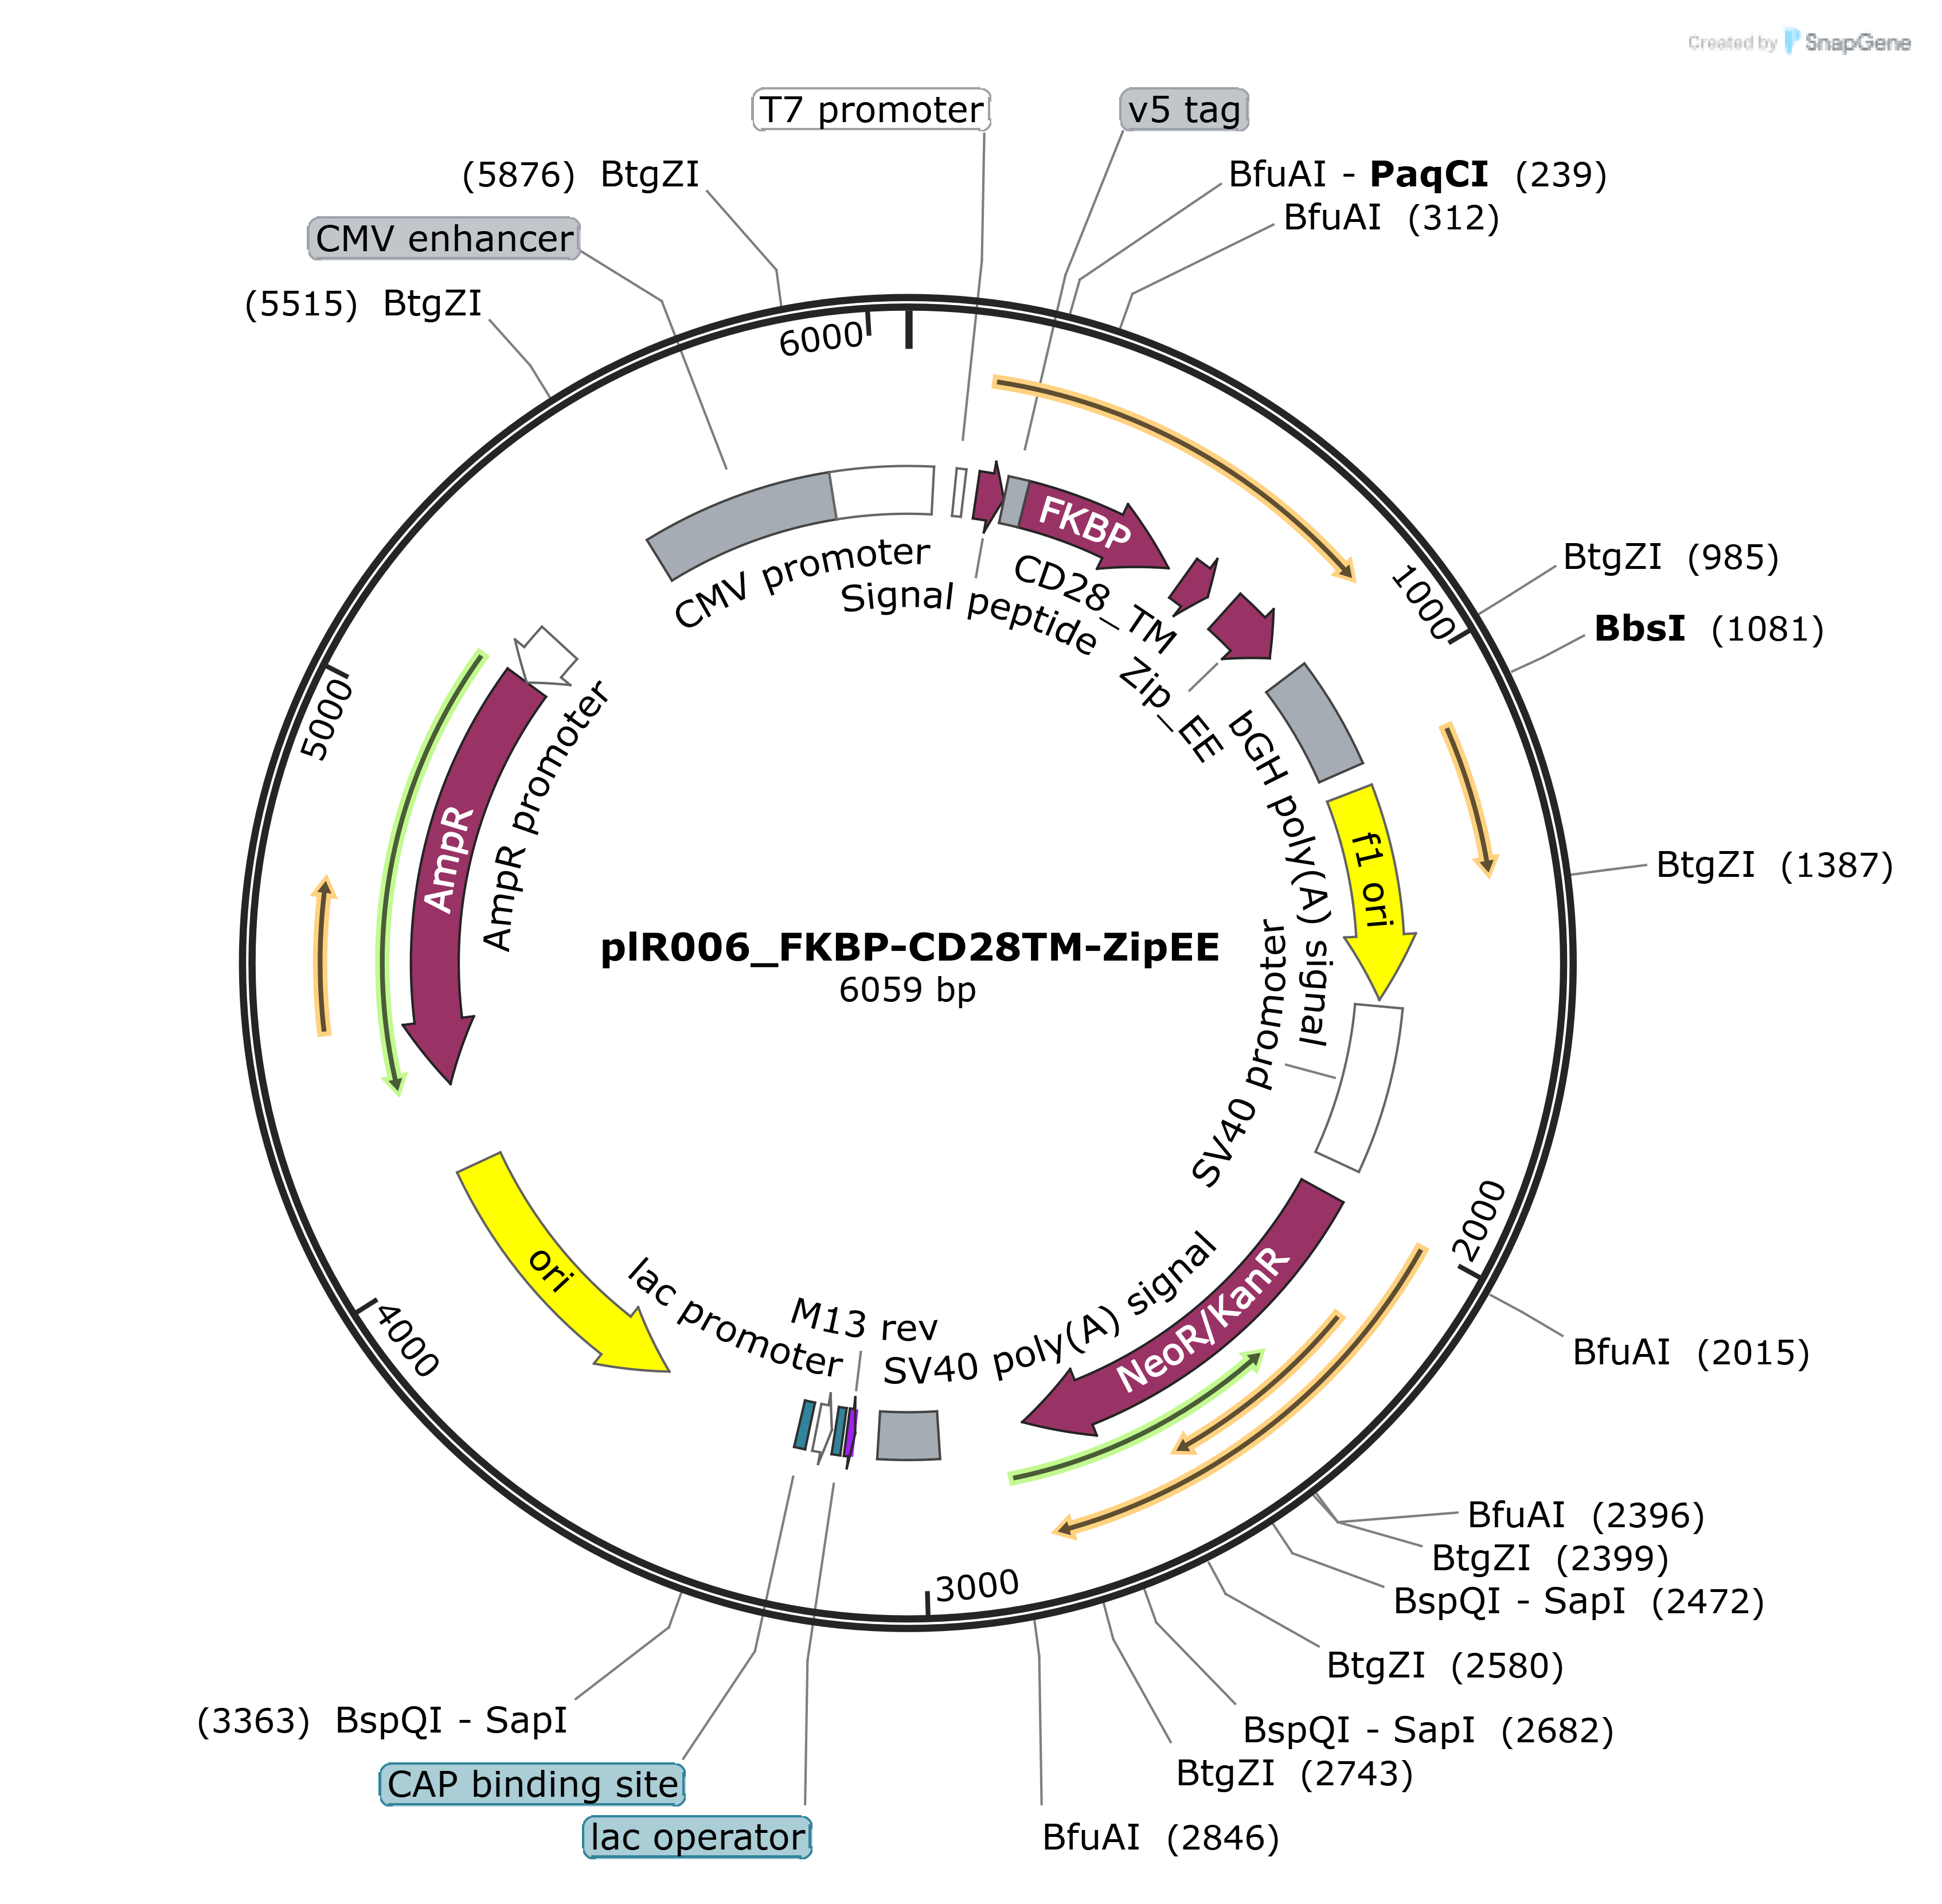 Created by SnapGene
T7 promoter
v5 tag
(5876) BtgZI
BfuAI - PaqCI (239)
BfuAI (312)
CMV enhancer
(5515) BtgZI
6000
FKBP
CMV promoter
Signal peptide
CD28_TM
Zip_EE
BtgZI (985)
1000
BbsI (1081)
bGH poly(A) signal
f1 ori
BtgZI (1387)
5000
AmpR promoter
AmpR
plR006_FKBP-CD28TM-ZipEE
6059 bp
SV40 promoter
2000
BfuAI (2015)
NeoR/KanR
SV40 poly(A) signal
M13 rev
lac promoter
ori
4000
BfuAI (2396)
BtgZI (2399)
BspQI - SapI (2472)
3000
BtgZI (2580)
BspQI - SapI (2682)
BtgZI (2743)
BfuAI (2846)
(3363) BspQI - SapI
CAP binding site
lac operator